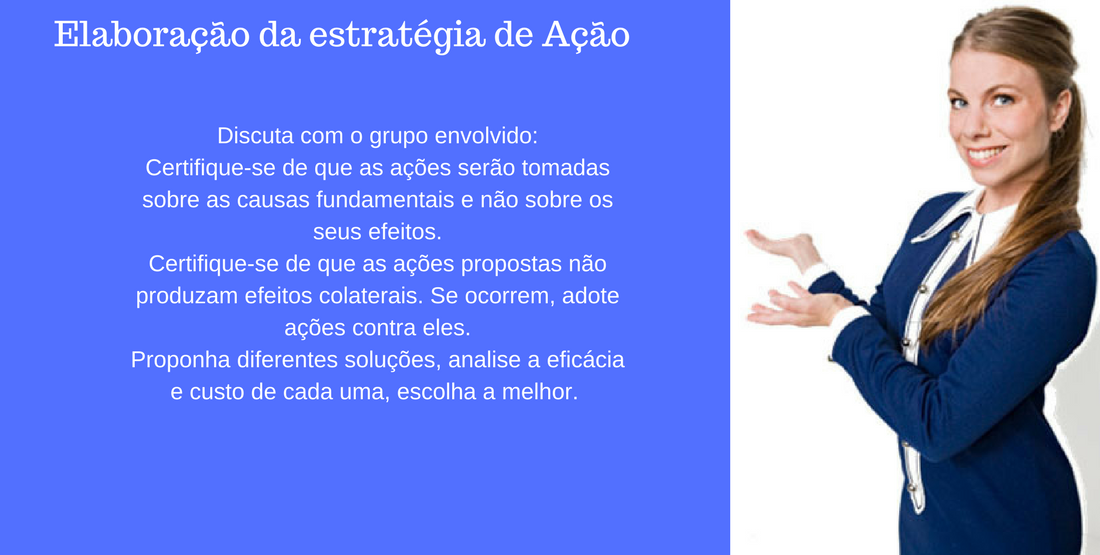 Elaboração da estratégia de Ação
Discuta com o grupo envolvido:
Certifique-se de que as ações serão tomadas
sobre as causas fundamentais e não sobre os
seus efeitos.
Certifique-se de que as ações propostas não
produzam efeitos colaterais. Se ocorrem, adote
ações contra eles.
Proponha diferentes soluções, analise a eficácia
e custo de cada uma, escolha a melhor.